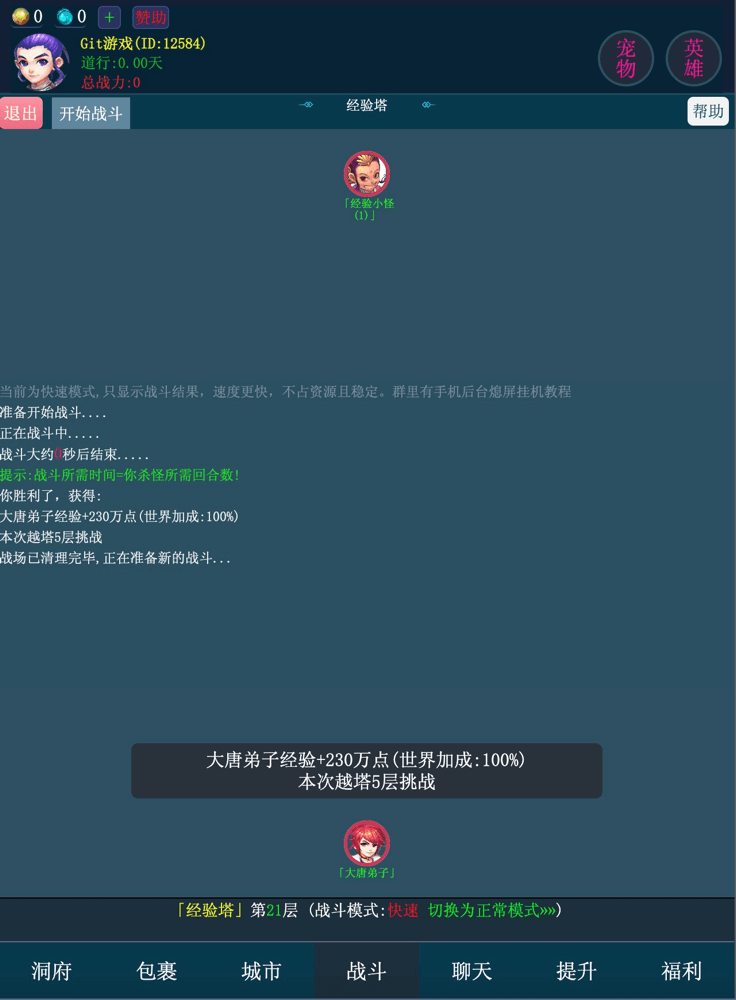 0 0 + 赞助
Git游戏(ID:12584)
道行:0.00天
总战力:0
宠物
英雄
退出 开始战斗 经验塔 帮助
「经验小怪
(1)」
当前为快速模式,只显示战斗结果，速度更快，不占资源且稳定。群里有手机后台熄屏挂机教程
准备开始战斗....
正在战斗中.....
战斗大约0秒后结束.....
提示:战斗所需时间=你杀怪所需回合数!
你胜利了，获得:
大唐弟子经验+230万点(世界加成:100%)
本次越塔5层挑战
战场已清理完毕,正在准备新的战斗...
大唐弟子经验+230万点(世界加成:100%)
本次越塔5层挑战
「大唐弟子」
「经验塔」第21层 (战斗模式:快速 切换为正常模式»»)
洞府 包裹 城市 战斗 聊天 提升 福利